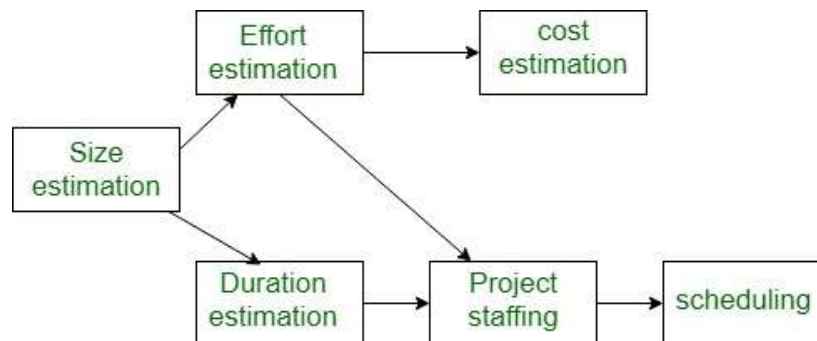 Effort
estimation
cost
estimation
Size
estimation
Duration
estimation
Project
staffing
scheduling